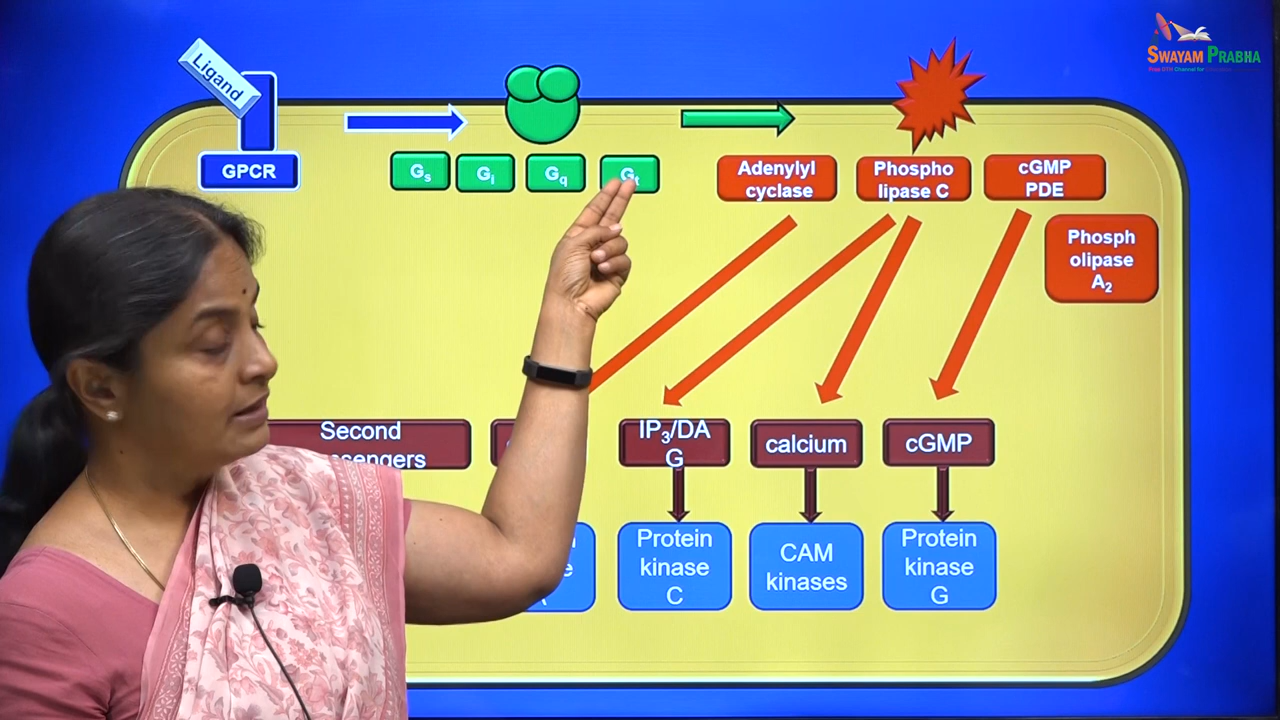 SWAYAM PRABHA
Ligand
GPCR
Gs
Gi
Gq
Gt
Adenylyl
cyclase
Phospho
lipase C
cGMP
PDE
Phosph
olipase
A2
Second
IP3/DA
G
calcium
cGMP
Protein
kinase
C
CAM
kinases
Protein
kinase
G